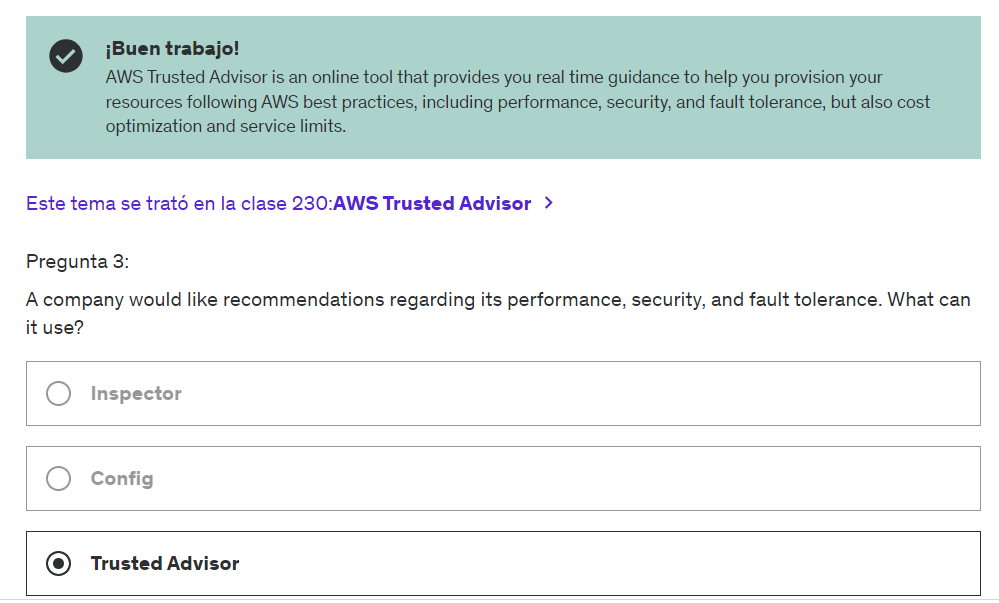 ¡Buen trabajo!
AWS Trusted Advisor is an online tool that provides you real time guidance to help you provision your
resources following AWS best practices, including performance, security, and fault tolerance, but also cost
optimization and service limits.
Este tema se trató en la clase 230:AWS Trusted Advisor
Pregunta 3:
A company would like recommendations regarding its performance, security, and fault tolerance. What can
it use?
Inspector
Config
Trusted Advisor